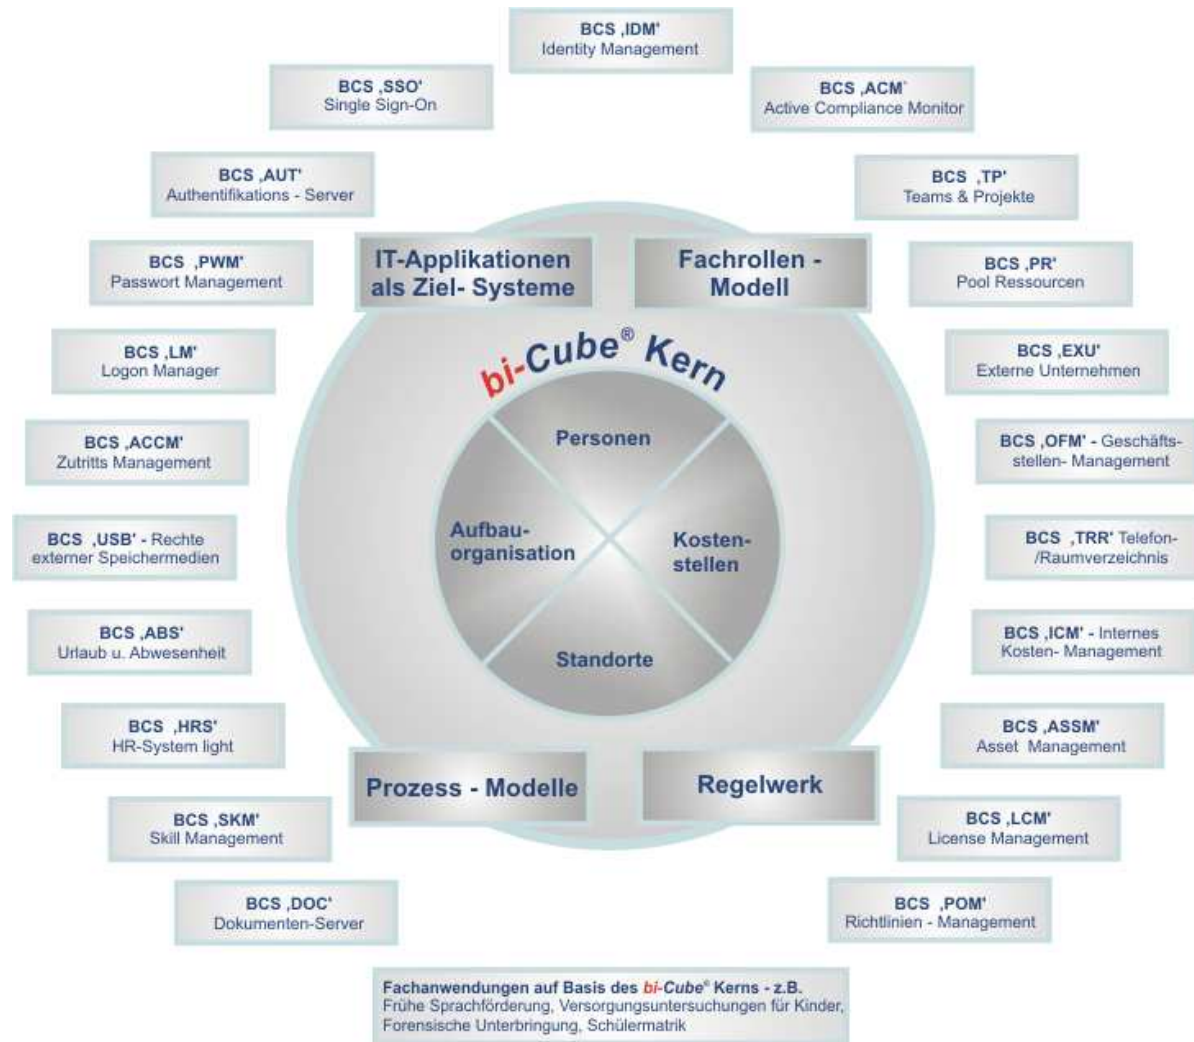 BCS ‚IDM'
Identity Management
BCS ‚SSO'
Single Sign-On
BCS ‚ACM'
Active Compliance Monitor
BCS ‚AUT'
Authentifikations - Server
BCS ‚TP'
Teams & Projekte
BCS ‚PWM'
Passwort Management
IT-Applikationen
als Ziel- Systeme
Fachrollen -
Modell
BCS ‚PR'
Pool Ressourcen
BCS ‚LM'
Logon Manager
bi-Cube® Kern
BCS ‚EXU'
Externe Unternehmen
BCS ‚ACCM'
Zutritts Management
Personen
BCS ‚OFM' - Geschäfts-
stellen- Management
BCS ‚USB' - Rechte
externer Speichermedien
Aufbau-
organisation
Kosten-
stellen
BCS ‚TRR' Telefon-
/Raumverzeichnis
BCS ‚ABS'
Urlaub u. Abwesenheit
Standorte
BCS ‚ICM' - Internes
Kosten- Management
BCS ‚HRS'
HR-System light
Prozess - Modelle
Regelwerk
BCS ‚ASSM'
Asset Management
BCS ‚SKM'
Skill Management
BCS ‚LCM'
License Management
BCS ‚DOC'
Dokumenten-Server
BCS ‚POM'
Richtlinien - Management
Fachanwendungen auf Basis des bi-Cube® Kerns - z.B.
Frühe Sprachförderung, Versorgungsuntersuchungen für Kinder,
Forensische Unterbringung, Schülermatrik